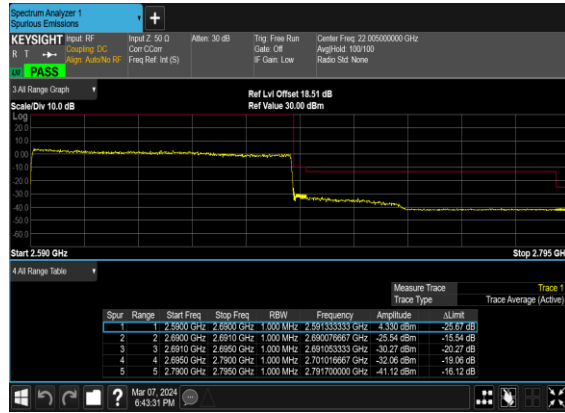 Spectrum Analyzer 1
Spurious Emissions
+
KEYSIGHT Input: RF Input Z: 50 Ω Atten: 30 dB Trig: Free Run Center Freq: 22.005000000 GHz
R T Coupling: DC Corr CCorr Gate: Off Avg|Hold: 100/100
Align: Auto/No RF Freq Ref: Int (S) IF Gain: Low Radio Std: None
PASS
3 All Range Graph
Ref Lvl Offset 18.51 dB
Scale/Div 10.0 dB Ref Value 30.00 dBm
Log
20.0
10.0
0.00
-10.0
-20.0
-30.0
-40.0
-50.0
-60.0
Start 2.590 GHz Stop 2.795 GH
4 All Range Table
Measure Trace Trace 1
Trace Type Trace Average (Active)
Spur Range Start Freq Stop Freq RBW Frequency Amplitude ΔLimit
1 1 2.5900 GHz 2.6900 GHz 1.000 MHz 2.591333333 GHz 4.330 dBm -25.67 dB
2 2 2.6900 GHz 2.6910 GHz 1.000 MHz 2.690076667 GHz -25.54 dBm -15.54 dB
3 3 2.6910 GHz 2.6950 GHz 1.000 MHz 2.691053333 GHz -30.27 dBm -20.27 dB
4 4 2.6950 GHz 2.7900 GHz 1.000 MHz 2.701016667 GHz -32.06 dBm -19.06 dB
5 5 2.7900 GHz 2.7950 GHz 1.000 MHz 2.791700000 GHz -41.12 dBm -16.12 dB
? Mar 07, 2024
6:43:31 PM